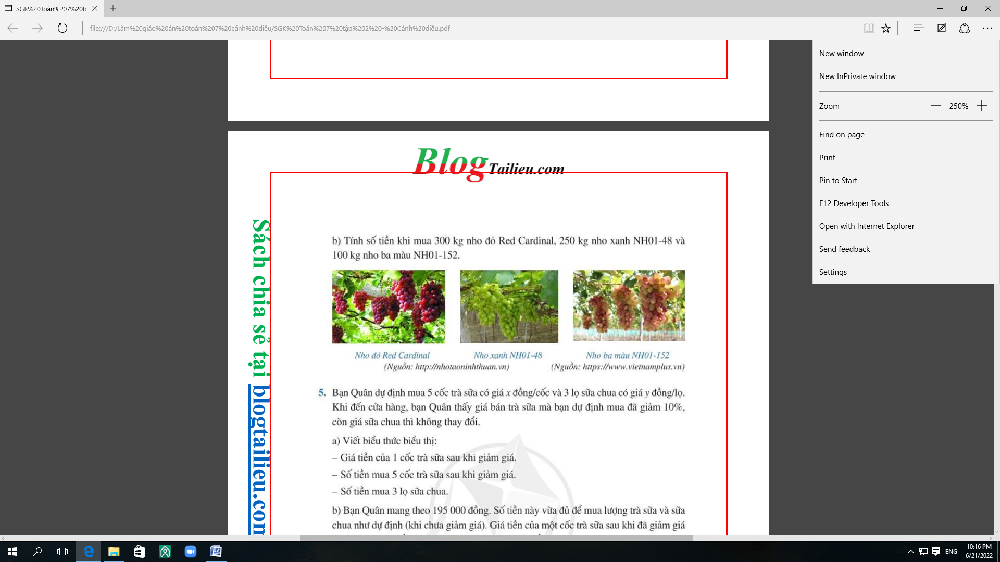 SGK%20Toán%207%20tậ
file:///D:/Làm%20giáo%20án%20toán%207%20cánh%20diều/SGK%20Toán%207%20tập%202%20-%20Cánh%20diều.pdf
New window
New InPrivate window
Zoom
250%
Find on page
Print
Pin to Start
F12 Developer Tools
Open with Internet Explorer
Send feedback
Settings
Blog Tailieu.com
Sách chia sẻ tại blogtailieu.com
b) Tính số tiền khi mua 300 kg nho đỏ Red Cardinal, 250 kg nho xanh NH01-48 và
100 kg nho ba màu NH01-152.
Nho đỏ Red Cardinal
Nho xanh NH01-48
Nho ba màu NH01-152
(Nguồn: http://nhotaoninhthuan.vn)
(Nguồn: https://www.vietnamplus.vn)
5. Bạn Quân dự định mua 5 cốc trà sữa có giá x đồng/cốc và 3 lọ sữa chua có giá y đồng/lọ.
Khi đến cửa hàng, bạn Quân thấy giá bán trà sữa mà bạn dự định mua đã giảm 10%,
còn giá sữa chua thì không thay đổi.
a) Viết biểu thức biểu thị:
– Giá tiền của 1 cốc trà sữa sau khi giảm giá.
– Số tiền mua 5 cốc trà sữa sau khi giảm giá.
– Số tiền mua 3 lọ sữa chua.
b) Bạn Quân mang theo 195 000 đồng. Số tiền này vừa đủ để mua lượng trà sữa và sữa
chua như dự định (khi chưa giảm giá). Giá tiền của một cốc trà sữa sau khi đã giảm giá
ENG
10:16 PM
6/21/2022